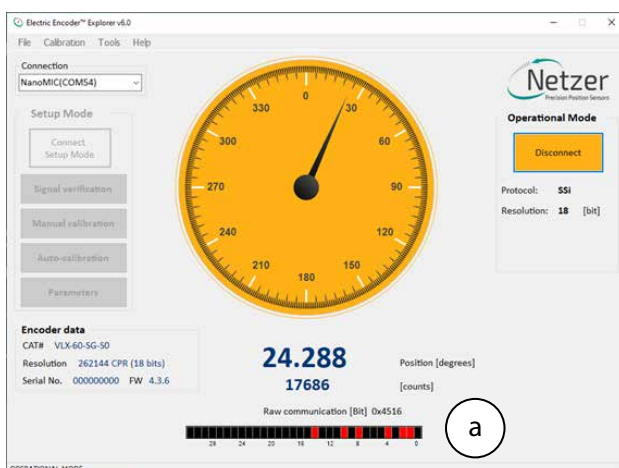 Electric Encoder™ Explorer v6.0
File Calibration Tools Help
Connection
NanoMIC(COM54)
Setup Mode
Connect
Setup Mode
Signal verification
Manual calibration
Auto-calibration
Parameters
0
30
60
90
120
150
180
210
240
270
300
330
Netzer
Precision Position Sensors
Operational Mode
Disconnect
Protocol: SSi
Resolution: 18 [bit]
Encoder data
CAT# VLX-60-SG-S0
Resolution 262144 CPR (18 bits)
Serial No. 000000000 FW 4.3.6
24.288 Position [degrees]
17686 [counts]
Raw communication [Bit] 0x4516
28 24 20 16 12 8 4 0
a
OPERATIONAL MODE